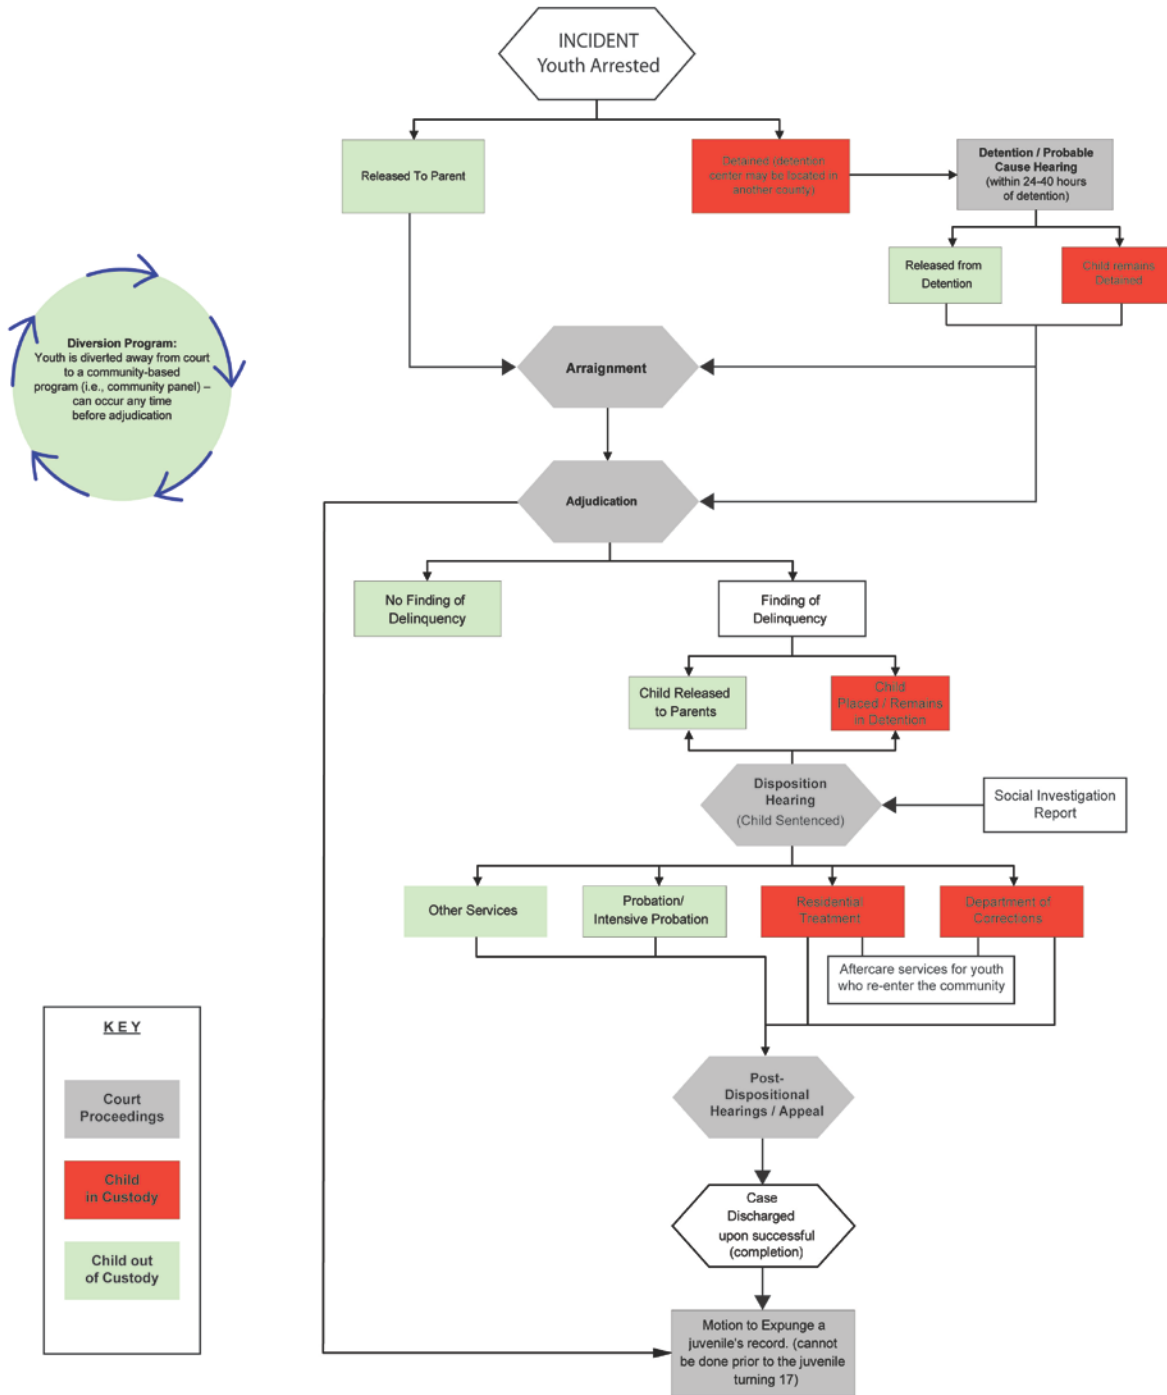 INCIDENT
Youth Arrested
Released To Parent
Detained (detention
center may be located in
another county)
Detention / Probable
Cause Hearing
(within 24-40 hours
of detention)
Released from
Detention
Child remains
Detained
Diversion Program:
Youth is diverted away from court
to a community-based
program (i.e., community panel) –
can occur any time
before adjudication
Arraignment
Adjudication
No Finding of
Delinquency
Finding of
Delinquency
Child Released
to Parents
Child
Placed / Remains
in Detention
Disposition
Hearing
(Child Sentenced)
Social Investigation
Report
Other Services
Probation/
Intensive Probation
Residential
Treatment
Department of
Corrections
Aftercare services for youth
who re-enter the community
Post-
Dispositional
Hearings / Appeal
Case
Discharged
upon successful
(completion)
Motion to Expunge a
juvenile's record. (cannot
be done prior to the juvenile
turning 17)
KEY
Court
Proceedings
Child
in Custody
Child out
of Custody